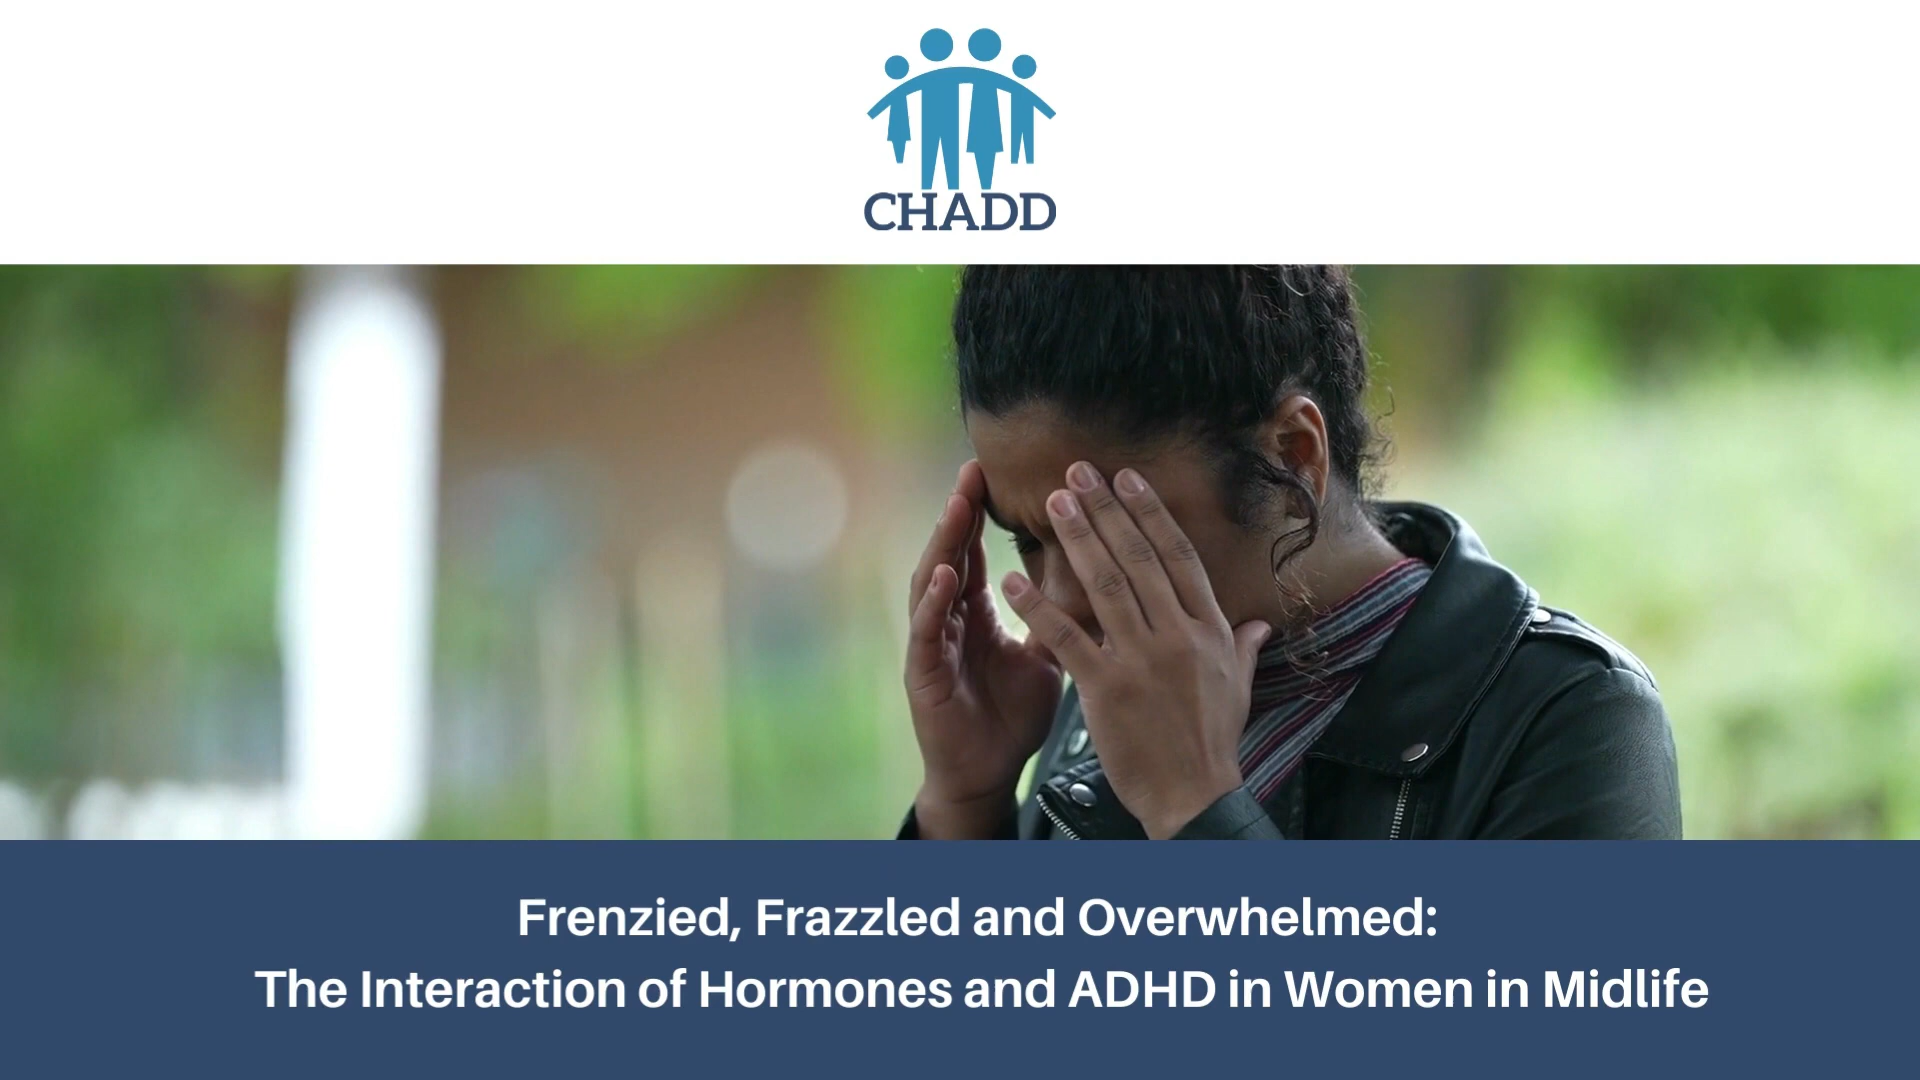 CHADD
Frenzied, Frazzled and Overwhelmed:
The Interaction of Hormones and ADHD in Women in Midlife